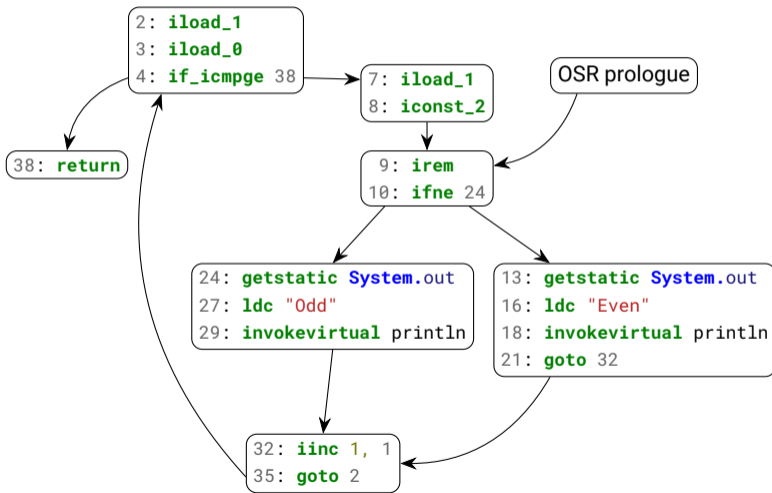 2: iload_1
3: iload_0
4: if_icmpge 38
7: iload_1
8: iconst_2
OSR prologue
38: return
9: irem
10: ifne 24
24: getstatic System.out
27: ldc "Odd"
29: invokevirtual println
13: getstatic System.out
16: ldc "Even"
18: invokevirtual println
21: goto 32
32: iinc 1, 1
35: goto 2